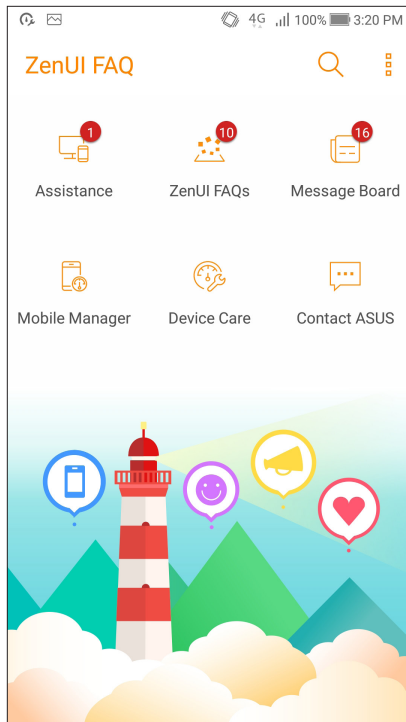 4G 100% 3:20 PM
ZenUI FAQ
1 10 16
Assistance ZenUI FAQs Message Board
Mobile Manager Device Care Contact ASUS